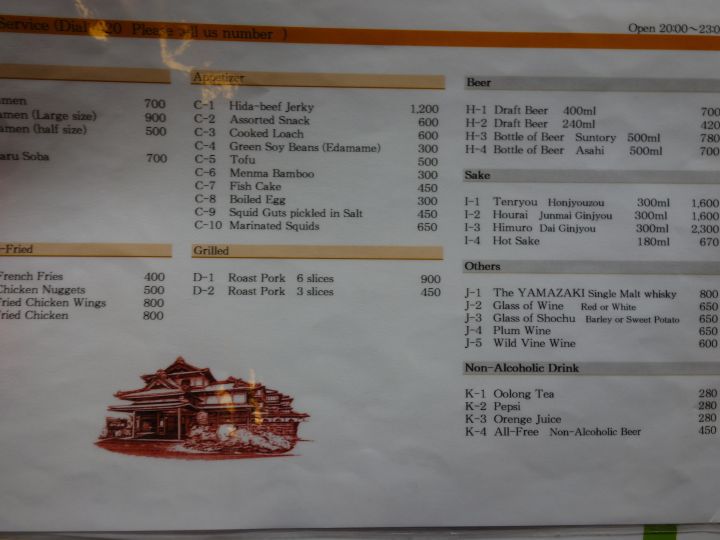 Service (Dial 520 Please tell us number )
Open 20:00~23:0
amen 700
amen (Large size) 900
amen (half size) 500
aru Soba 700
-Fried
French Fries 400
Chicken Nuggets 500
Fried Chicken Wings 800
Fried Chicken 800
Appetizer
C-1 Hida-beef Jerky 1,200
C-2 Assorted Snack 600
C-3 Cooked Loach 600
C-4 Green Soy Beans (Edamame) 300
C-5 Tofu 500
C-6 Menma Bamboo 300
C-7 Fish Cake 450
C-8 Boiled Egg 300
C-9 Squid Guts pickled in Salt 450
C-10 Marinated Squids 650
Grilled
D-1 Roast Pork 6 slices 900
D-2 Roast Pork 3 slices 450
Beer
H-1 Draft Beer 400ml 700
H-2 Draft Beer 240ml 420
H-3 Bottle of Beer Suntory 500ml 780
H-4 Bottle of Beer Asahi 500ml 700
Sake
I-1 Tenryou Honjyouzou 300ml 1,600
I-2 Hourai Junmai Ginjyou 300ml 1,600
I-3 Himuro Dai Ginjyou 300ml 2,300
I-4 Hot Sake 180ml 670
Others
J-1 The YAMAZAKI Single Malt whisky 800
J-2 Glass of Wine Red or White 650
J-3 Glass of Shochu Barley or Sweet Potato 650
J-4 Plum Wine 650
J-5 Wild Vine Wine 600
Non-Alcoholic Drink
K-1 Oolong Tea 280
K-2 Pepsi 280
K-3 Orenge Juice 280
K-4 All-Free Non-Alcoholic Beer 450